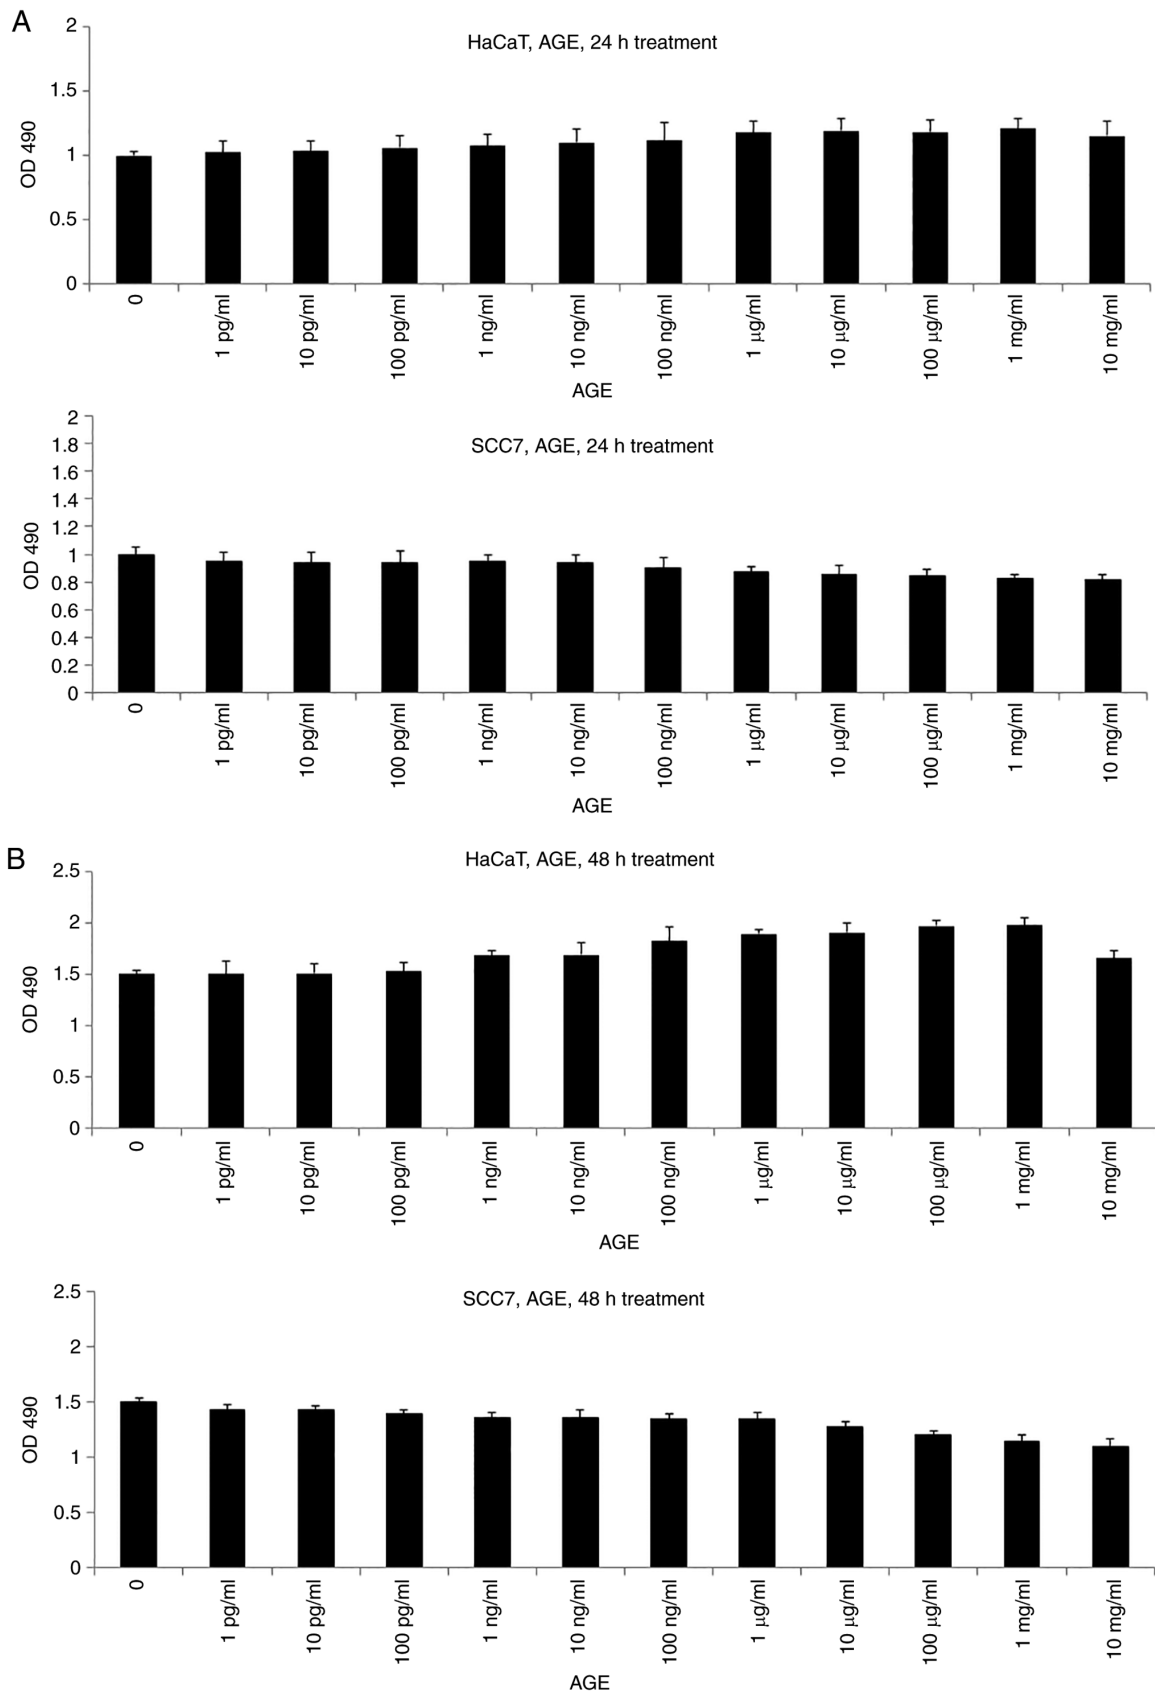 A
HaCaT, AGE, 24 h treatment
OD 490
2
1.5
1
0.5
0
0
1 pg/ml
10 pg/ml
100 pg/ml
1 ng/ml
10 ng/ml
100 ng/ml
1 µg/ml
10 µg/ml
100 µg/ml
1 mg/ml
10 mg/ml
AGE
SCC7, AGE, 24 h treatment
OD 490
2
1.8
1.6
1.4
1.2
1
0.8
0.6
0.4
0.2
0
0
1 pg/ml
10 pg/ml
100 pg/ml
1 ng/ml
10 ng/ml
100 ng/ml
1 µg/ml
10 µg/ml
100 µg/ml
1 mg/ml
10 mg/ml
AGE
B
HaCaT, AGE, 48 h treatment
OD 490
2.5
2
1.5
1
0.5
0
0
1 pg/ml
10 pg/ml
100 pg/ml
1 ng/ml
10 ng/ml
100 ng/ml
1 µg/ml
10 µg/ml
100 µg/ml
1 mg/ml
10 mg/ml
AGE
SCC7, AGE, 48 h treatment
OD 490
2.5
2
1.5
1
0.5
0
0
1 pg/ml
10 pg/ml
100 pg/ml
1 ng/ml
10 ng/ml
100 ng/ml
1 µg/ml
10 µg/ml
100 µg/ml
1 mg/ml
10 mg/ml
AGE